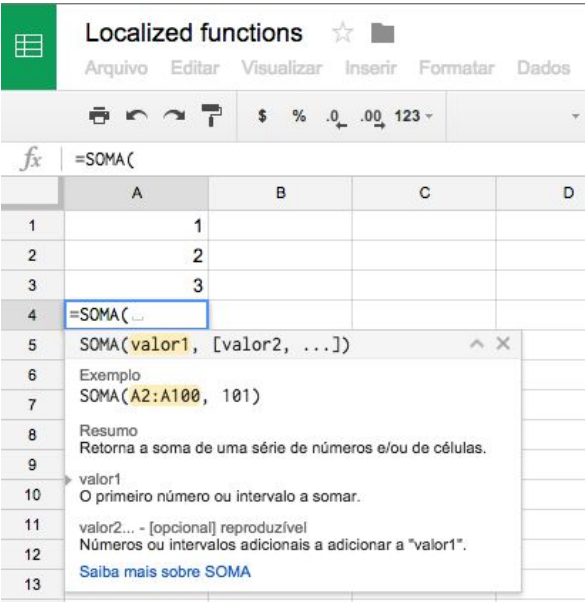 Localized functions
Arquivo Editar Visualizar Inserir Formatar Dados
$ % .0 .00 123
fx =SOMA(
A B C D
1 1
2 2
3 3
4 =SOMA(
5 SOMA(valor1, [valor2, ...])
6 Exemplo
7 SOMA(A2:A100, 101)
8 Resumo
Retorna a soma de uma série de números e/ou de células.
9
valor1
10 O primeiro número ou intervalo a somar.
11 valor2... - [opcional] reproduzível
12 Números ou intervalos adicionais a adicionar a "valor1".
13 Saiba mais sobre SOMA